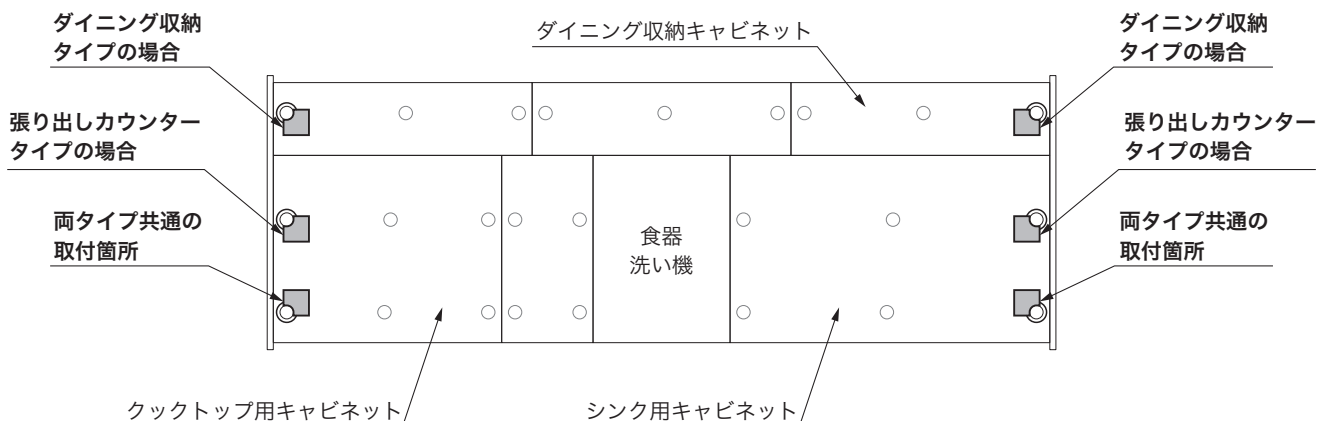 ダイニング収納
タイプの場合
ダイニング収納キャビネット
ダイニング収納
タイプの場合
張り出しカウンター
タイプの場合
張り出しカウンター
タイプの場合
両タイプ共通の
取付箇所
食器
洗い機
両タイプ共通の
取付箇所
クックトップ用キャビネット
シンク用キャビネット